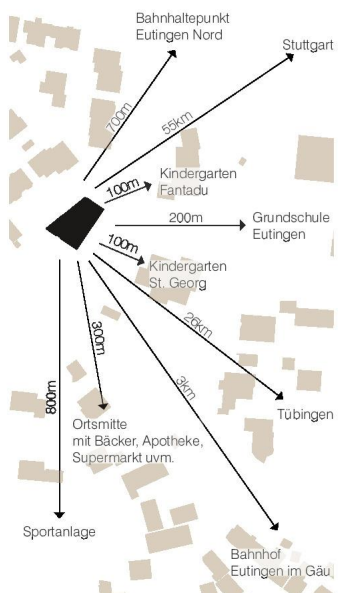 Bahnhaltepunkt
Eutingen Nord
Stuttgart
700m
55km
100m
Kindergarten
Fantadu
200m
Grundschule
Eutingen
100m
Kindergarten
St. Georg
300m
26km
3km
800m
Ortsmitte
mit Bäcker, Apotheke,
Supermarkt uvm.
Tübingen
Sportanlage
Bahnhof
Eutingen im Gäu